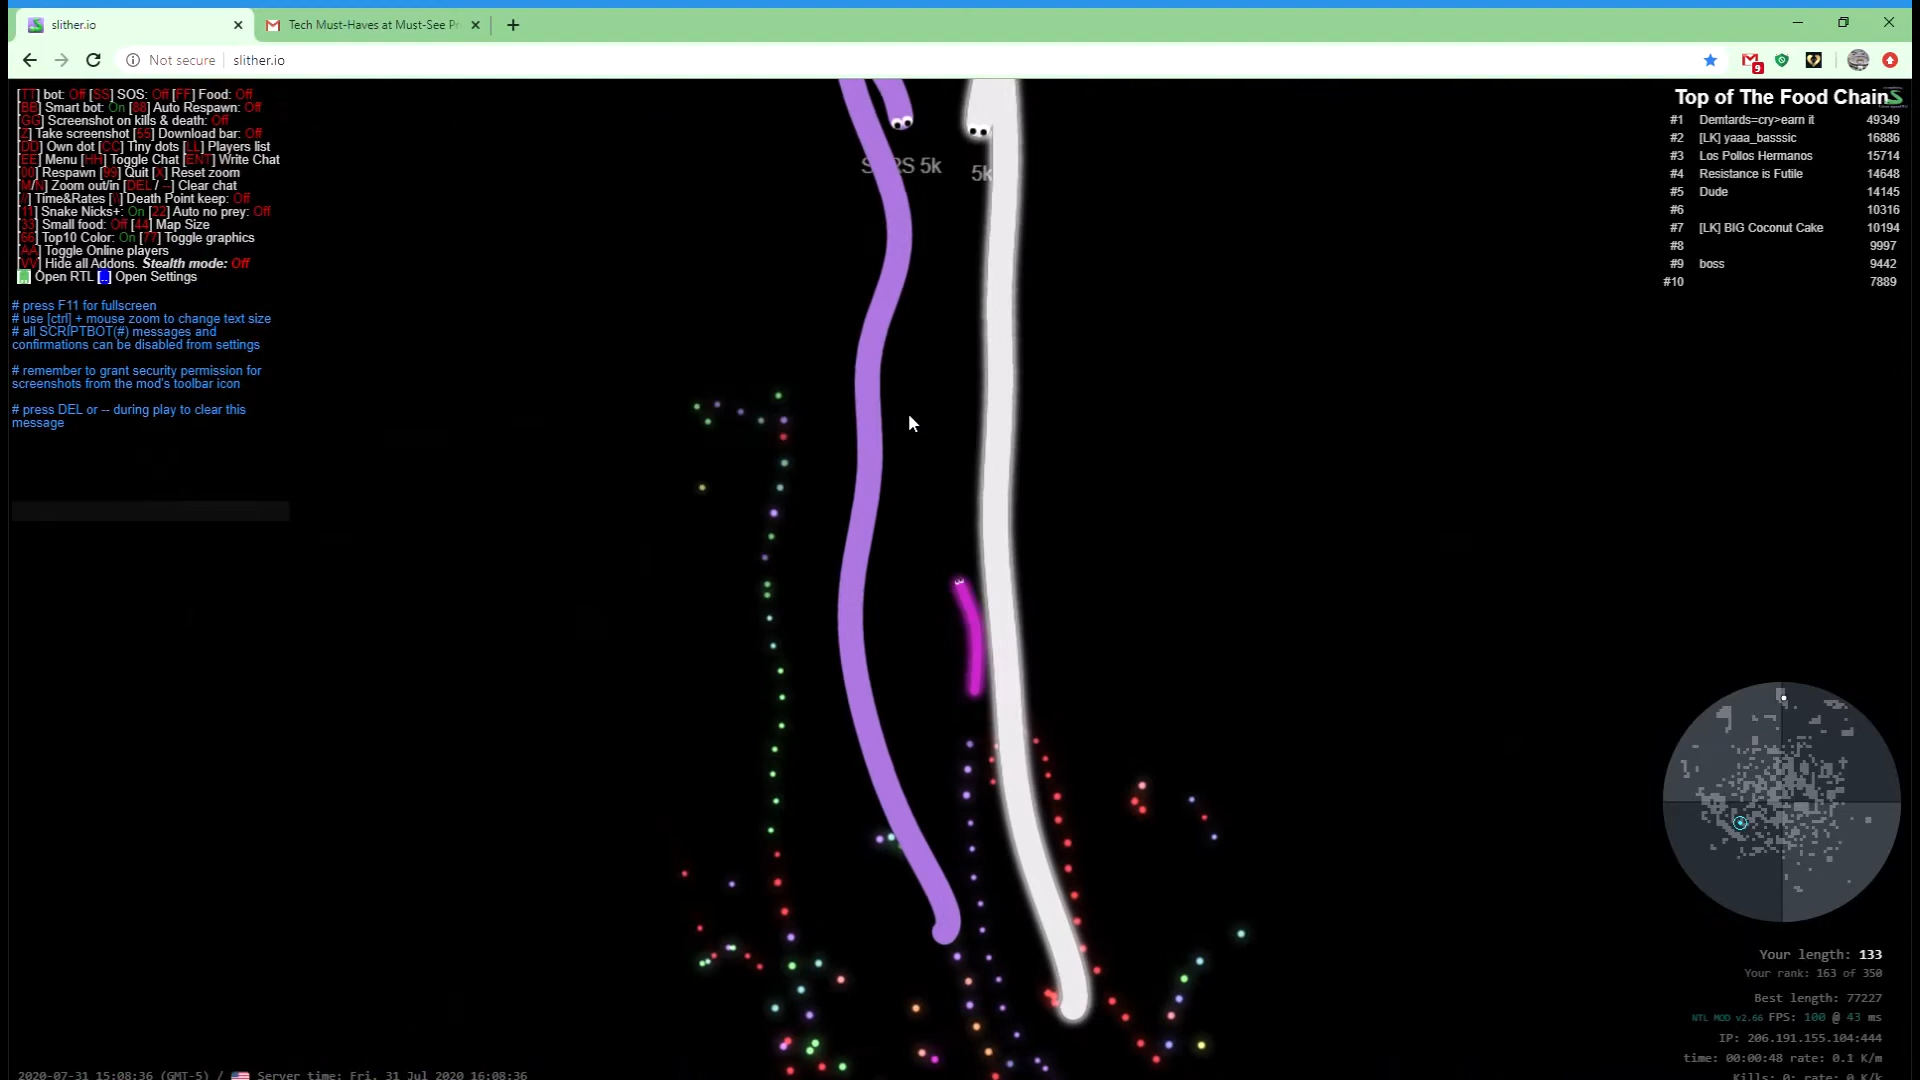 slither.io
Tech Must-Haves at Must-See Pr
Not secure
slither.io
9
[TT] bot: Off [SS] SOS: Off [FF] Food: Off
[BB] Smart bot: On [88] Auto Respawn: Off
[GG] Screenshot on kills & death: Off
[Z] Take screenshot [55] Download bar: Off
[DD] Own dot [CC] Tiny dots [LL] Players list
[EE] Menu [HH] Toggle Chat [ENT] Write Chat
[00] Respawn [99] Quit [X] Reset zoom
[M/N] Zoom out/in [DEL / --] Clear chat
[//] Time&Rates [\\] Death Point keep: Off
[11] Snake Nicks+: On [22] Auto no prey: Off
[33] Small food: Off [44] Map Size
[66] Top10 Color: On [77] Toggle graphics
[AA] Toggle Online players
[VV] Hide all Addons. Stealth mode: Off
Open RTL [..] Open Settings
# press F11 for fullscreen
# use [ctrl] + mouse zoom to change text size
# all SCRIPTBOT(#) messages and
confirmations can be disabled from settings
# remember to grant security permission for
screenshots from the mod's toolbar icon
# press DEL or -- during play to clear this
message
5k
5k
Top of The Food Chain
#1 Demtards=cry>earn it 49349
#2 [LK] yaaa_basssic 16886
#3 Los Pollos Hermanos 15714
#4 Resistance is Futile 14648
#5 Dude 14145
#6 10316
#7 [LK] BIG Coconut Cake 10194
#8 9997
#9 boss 9442
#10 7889
Your length: 133
Your rank: 163 of 350
Best length: 77227
NTL MOD v2.66 FPS: 100 @ 43 ms
IP: 206.191.155.104:444
time: 00:00:48 rate: 0.1 K/m
Kills: 0: rate: 0 K/k
2020-07-31 15:08:36 (GMT-5) / Server time: Fri, 31 Jul 2020 16:08:36